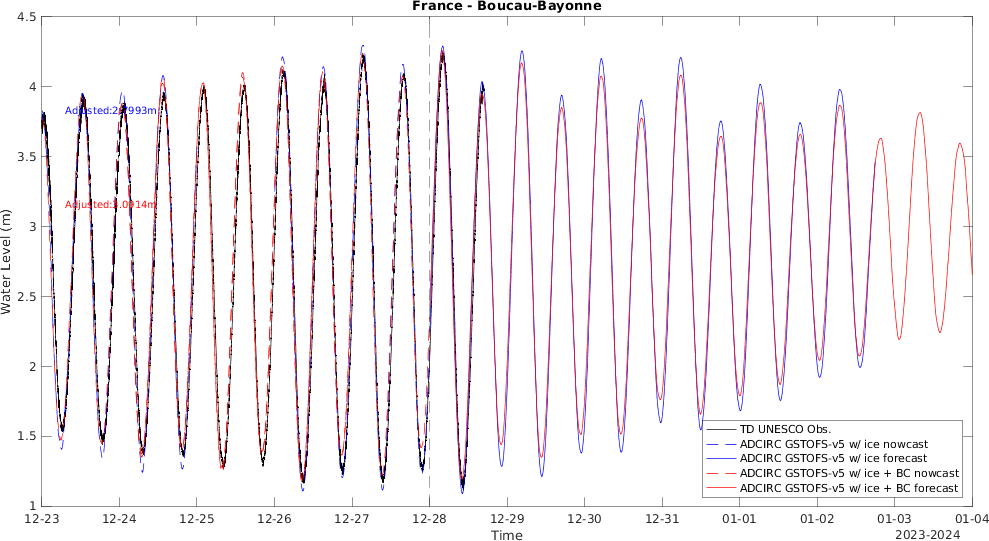 France - Boucau-Bayonne
4.5
4
3.5
3
2.5
2
1.5
1
Water Level (m)
12-23
12-24
12-25
12-26
12-27
12-28
12-29
12-30
12-31
01-01
01-02
01-03
01-04
Time
2023-2024
TD UNESCO Obs.
ADCIRC GSTOFS-v5 w/ ice nowcast
ADCIRC GSTOFS-v5 w/ ice forecast
ADCIRC GSTOFS-v5 w/ ice + BC nowcast
ADCIRC GSTOFS-v5 w/ ice + BC forecast